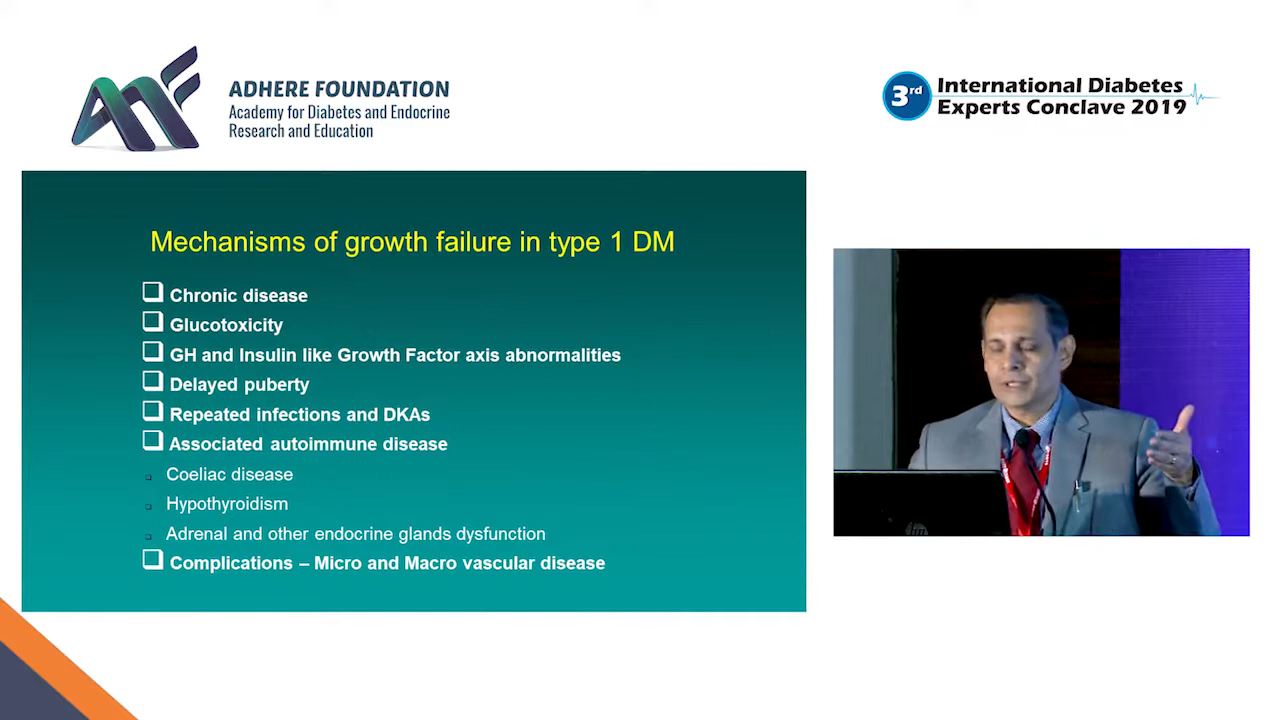 ADHERE FOUNDATION
Academy for Diabetes and Endocrine
Research and Education
3rd
International Diabetes
Experts Conclave 2019
Mechanisms of growth failure in type 1 DM
Chronic disease
Glucotoxicity
GH and Insulin like Growth Factor axis abnormalities
Delayed puberty
Repeated infections and DKAs
Associated autoimmune disease
Coeliac disease
Hypothyroidism
Adrenal and other endocrine glands dysfunction
Complications – Micro and Macro vascular disease
hp